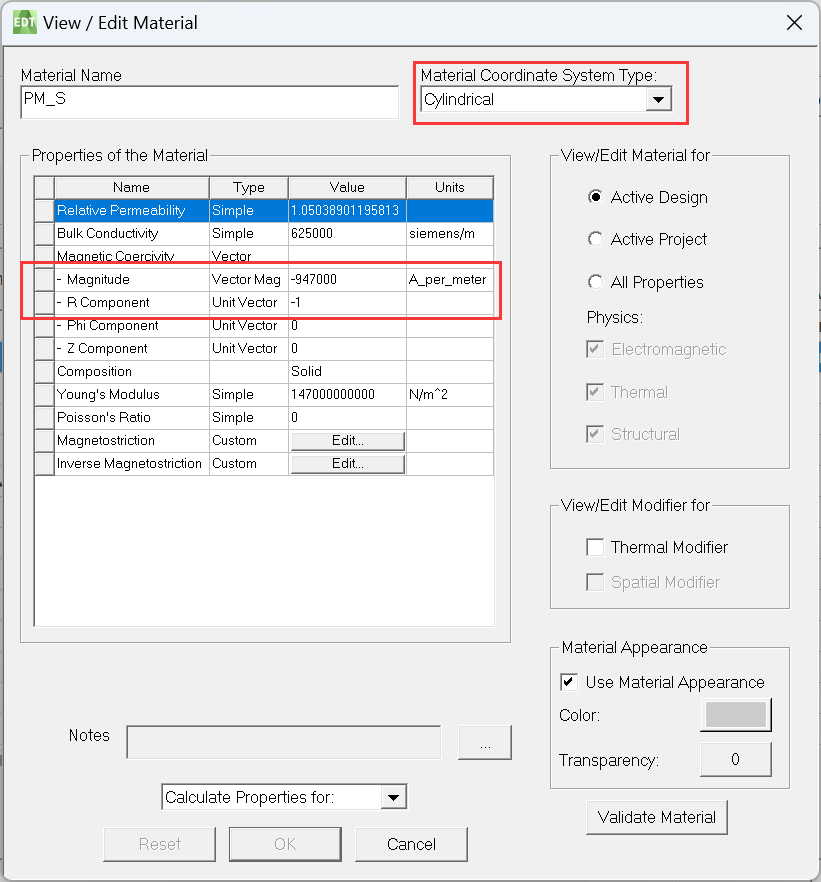 EDT View / Edit Material
Material Name
PM_S
Material Coordinate System Type:
Cylindrical
Properties of the Material
Name Type Value Units
Relative Permeability Simple 1.05038901195813
Bulk Conductivity Simple 625000 siemens/m
Magnetic Coercivity Vector
- Magnitude Vector Mag -947000 A_per_meter
- R Component Unit Vector -1
- Phi Component Unit Vector 0
- Z Component Unit Vector 0
Composition Solid
Young's Modulus Simple 147000000000 N/m^2
Poisson's Ratio Simple 0
Magnetostriction Custom Edit...
Inverse Magnetostriction Custom Edit...
View/Edit Material for
Active Design
Active Project
All Properties
Physics:
Electromagnetic
Thermal
Structural
View/Edit Modifier for
Thermal Modifier
Spatial Modifier
Material Appearance
Use Material Appearance
Color:
Transparency: 0
Notes ...
Calculate Properties for:
Validate Material
Reset OK Cancel